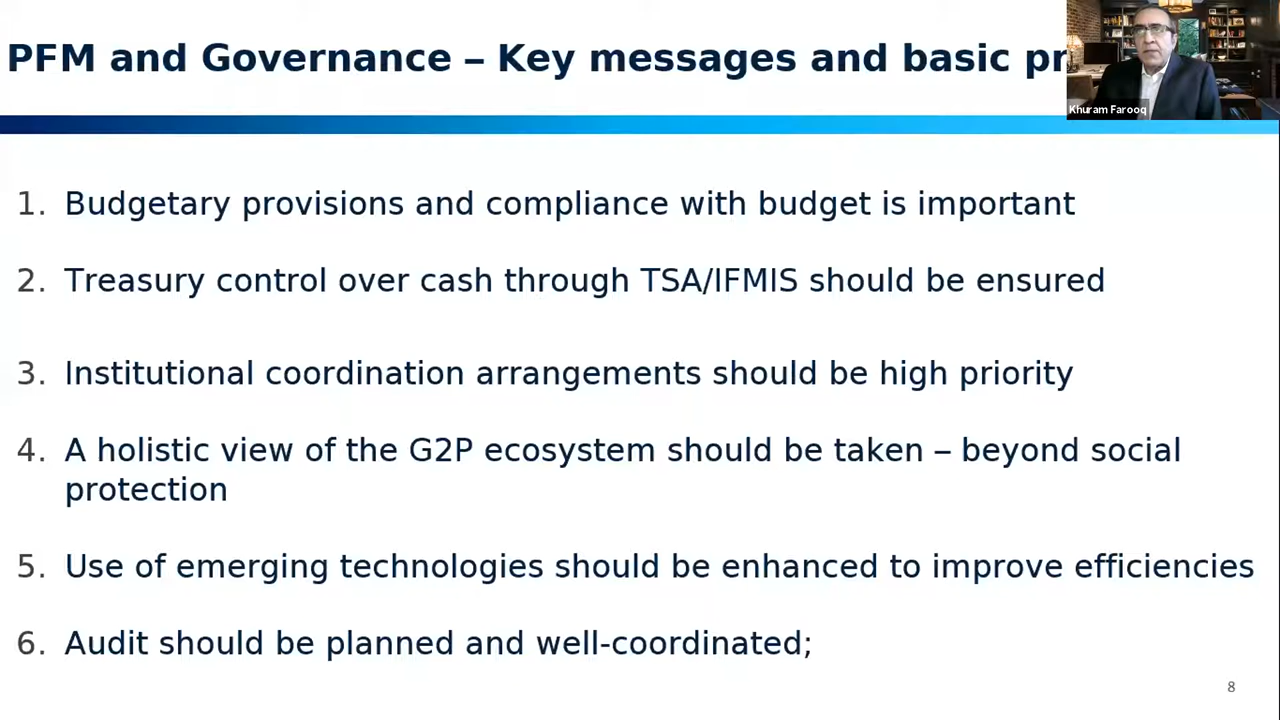 PFM and Governance – Key messages and basic pr
Khuram Farooq
1. Budgetary provisions and compliance with budget is important
2. Treasury control over cash through TSA/IFMIS should be ensured
3. Institutional coordination arrangements should be high priority
4. A holistic view of the G2P ecosystem should be taken – beyond social
protection
5. Use of emerging technologies should be enhanced to improve efficiencies
6. Audit should be planned and well-coordinated;
8